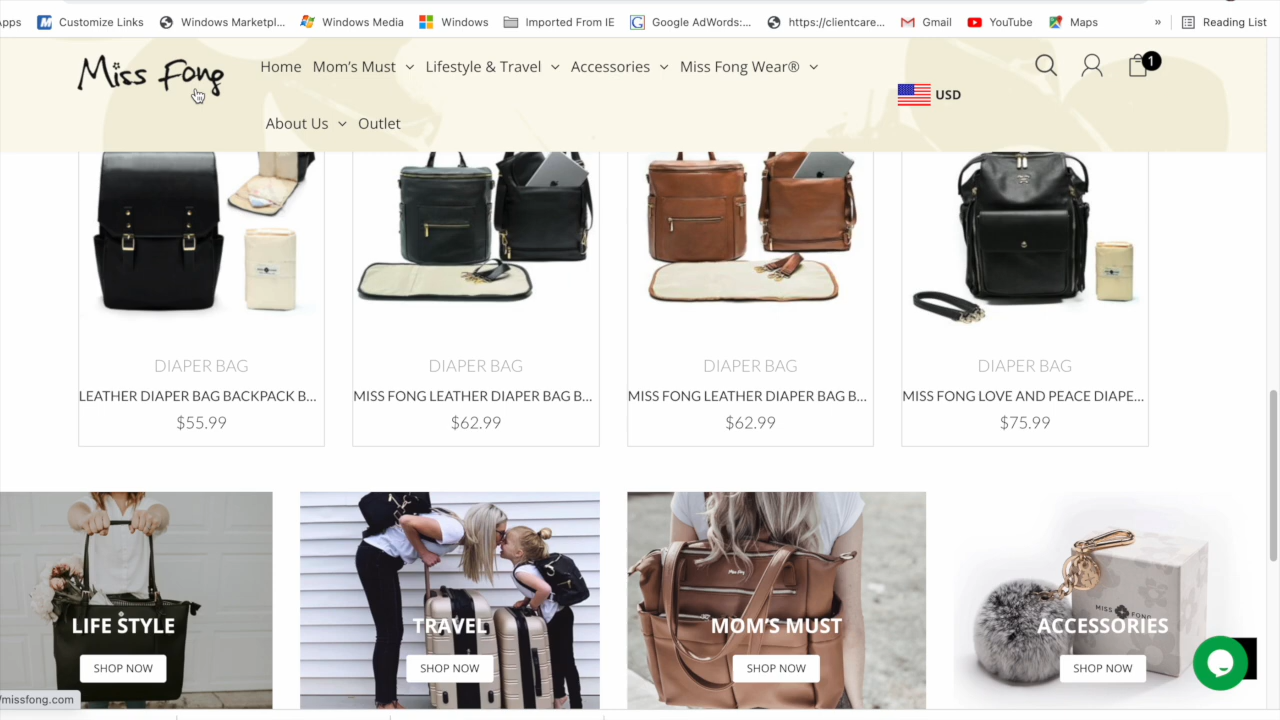 pps Customize Links Windows Marketpl... Windows Media Windows Imported From IE Google AdWords:... https://clientcare... Gmail YouTube Maps » Reading List
Miss Fong
Home Mom's Must Lifestyle & Travel Accessories Miss Fong Wear® 1
USD
About Us Outlet
DIAPER BAG DIAPER BAG DIAPER BAG DIAPER BAG
LEATHER DIAPER BAG BACKPACK B... MISS FONG LEATHER DIAPER BAG B... MISS FONG LEATHER DIAPER BAG B... MISS FONG LOVE AND PEACE DIAPE...
$55.99 $62.99 $62.99 $75.99
Miss Fong
MISS FONG
LIFE STYLE TRAVEL MOM'S MUST ACCESSORIES
SHOP NOW SHOP NOW SHOP NOW SHOP NOW
/missfong.com